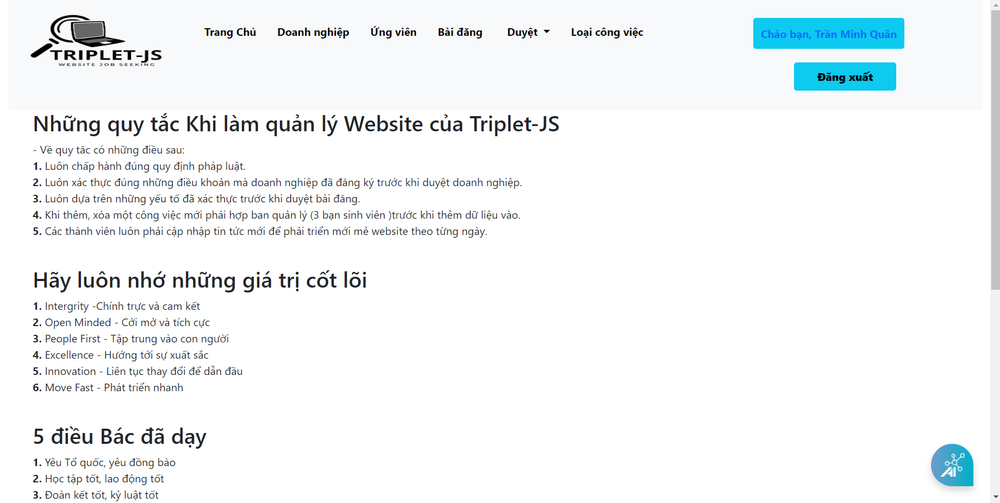 TRIPLET-JS
WEBSITE JOB SEEKING
Trang Chủ Doanh nghiệp Ứng viên Bài đăng Duyệt Loại công việc
Chào bạn, Trần Minh Quân
Đăng xuất
Những quy tắc Khi làm quản lý Website của Triplet-JS
- Về quy tăc có những điều sau:
1. Luôn chấp hành đúng quy định pháp luật.
2. Luôn xác thực đúng những điều khoản mà doanh nghiệp đã đăng ký trước khi duyệt doanh nghiệp.
3. Luôn dựa trên những yếu tố đã xác thực trước khi duyệt bài đăng.
4. Khi thêm, xóa một công việc mới phải hợp ban quản lý (3 bạn sinh viên )trước khi thêm dữ liệu vào.
5. Các thành viên luôn phải cập nhập tin tức mới để phải triển mới mẻ website theo từng ngày.
Hãy luôn nhớ những giá trị cốt lõi
1. Intergrity -Chính trực và cam kết
2. Open Minded - Cởi mở và tích cực
3. People First - Tập trung vào con người
4. Excellence - Hướng tới sự xuất sắc
5. Innovation - Liên tục thay đổi để dẫn đầu
6. Move Fast - Phát triển nhanh
5 điều Bác đã dạy
1. Yêu Tổ quốc, yêu đồng bào
2. Học tập tốt, lao động tốt
3. Đoàn kết tốt, kỷ luật tốt
AI